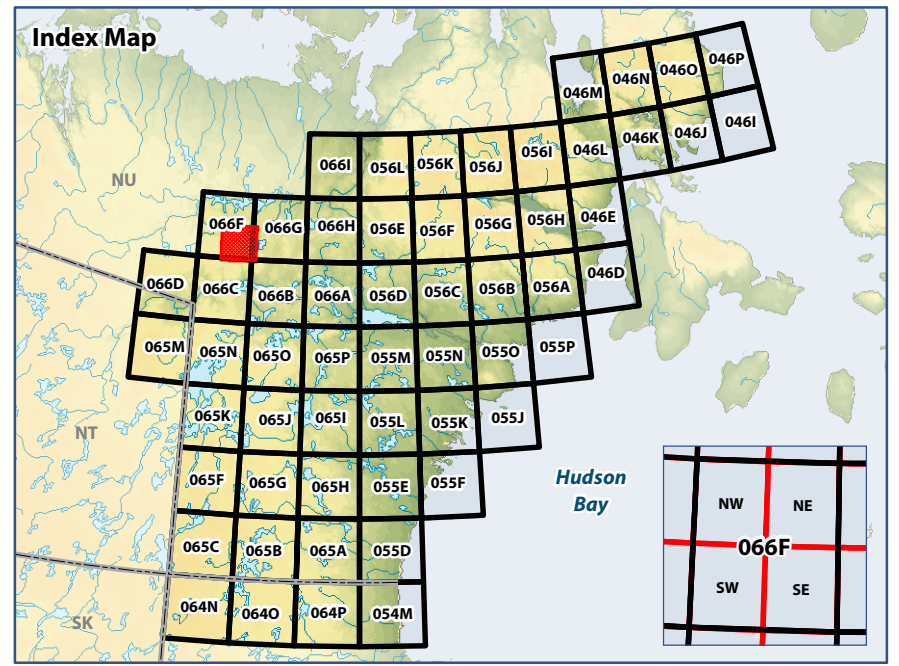 Index Map
046M 046N 046O 046P
066I 056L 056K 056J 056I 046L 046K 046J 046I
NU
066F 066G 066H 056E 056F 056G 056H 046E
066D 066C 066B 066A 056D 056C 056B 056A 046D
065M 065N 065O 065P 055M 055N 055O 055P
065K 065J 065I 055L 055K 055J
NT
065F 065G 065H 055E 055F
Hudson
Bay
065C 065B 065A 055D
064N 064O 064P 054M
SK
NW NE
066F
SW SE